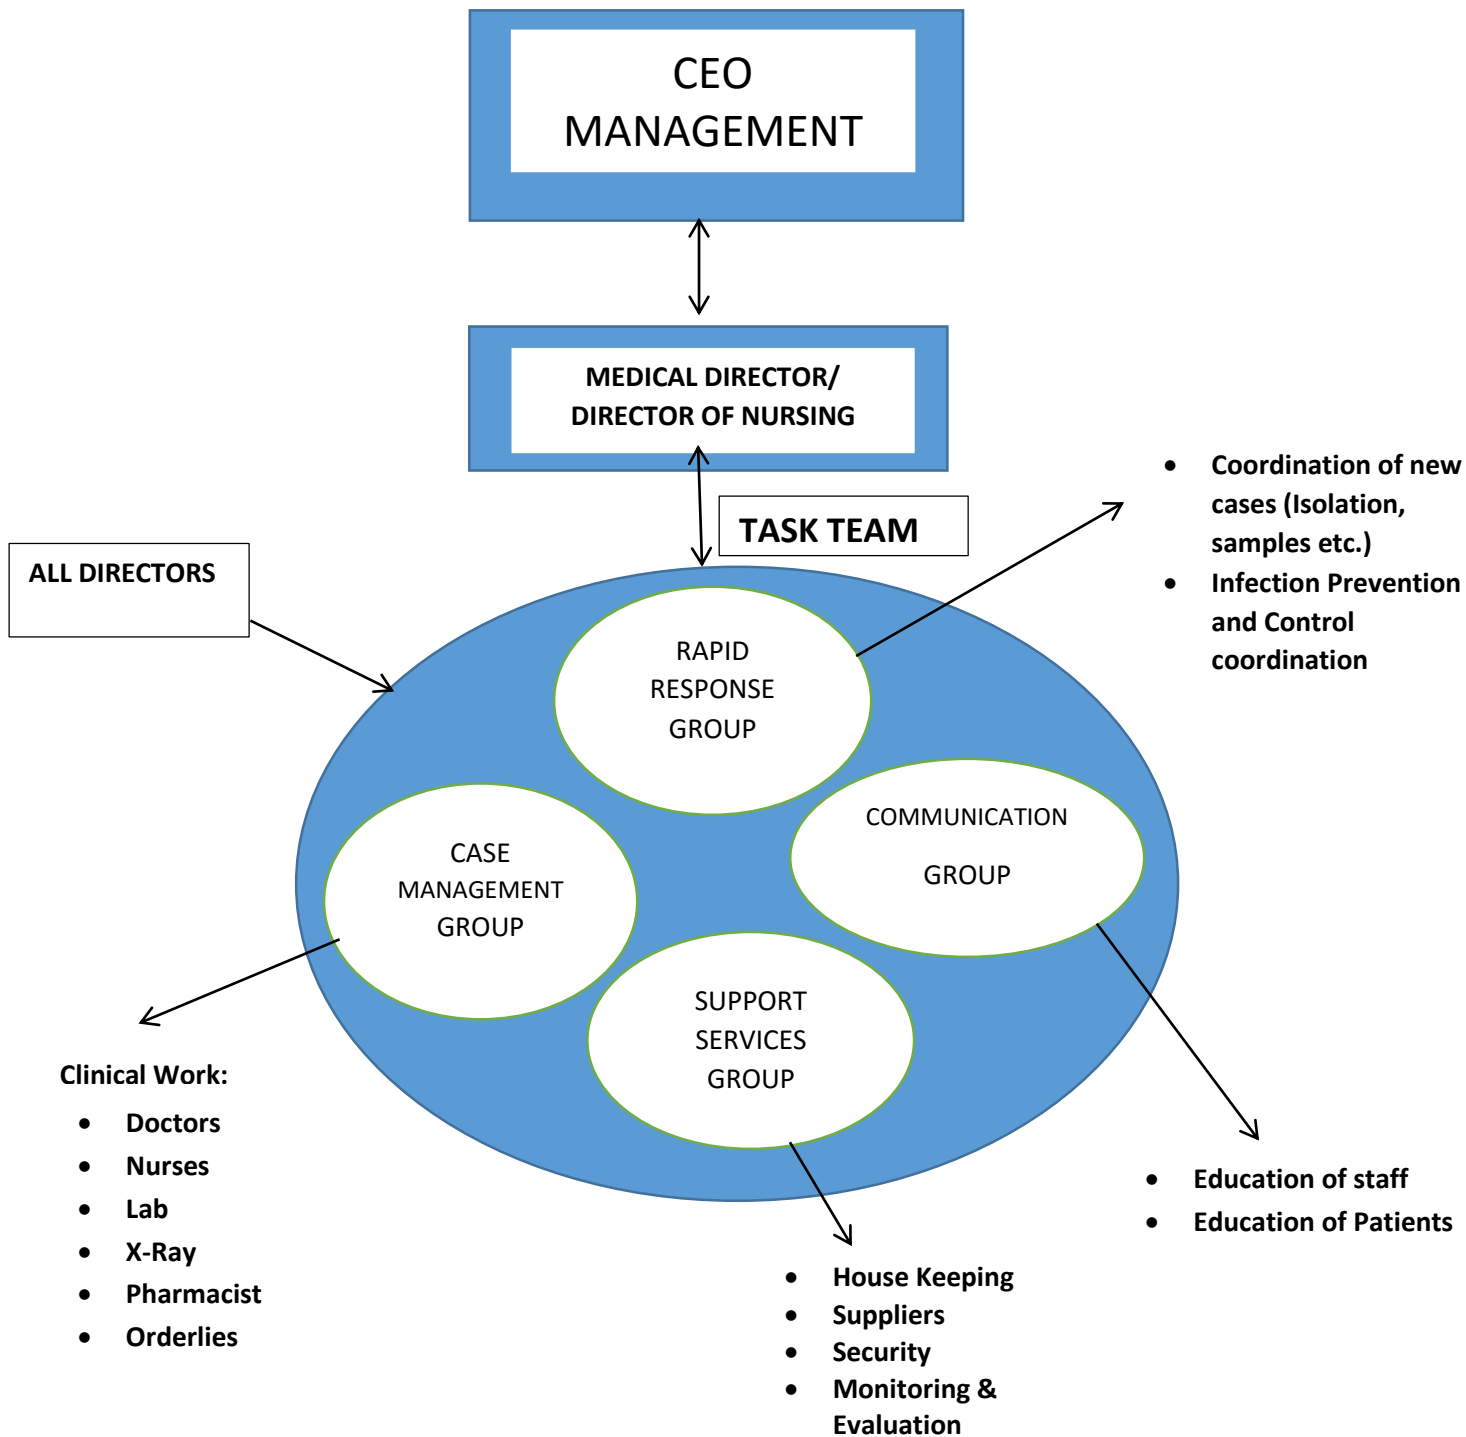 CEO
MANAGEMENT
MEDICAL DIRECTOR/
DIRECTOR OF NURSING
TASK TEAM
ALL DIRECTORS
• Coordination of new
cases (Isolation,
samples etc.)
• Infection Prevention
and Control
coordination
RAPID
RESPONSE
GROUP
COMMUNICATION
GROUP
CASE
MANAGEMENT
GROUP
SUPPORT
SERVICES
GROUP
Clinical Work:
• Doctors
• Nurses
• Lab
• X-Ray
• Pharmacist
• Orderlies
• Education of staff
• Education of Patients
• House Keeping
• Suppliers
• Security
• Monitoring &
Evaluation